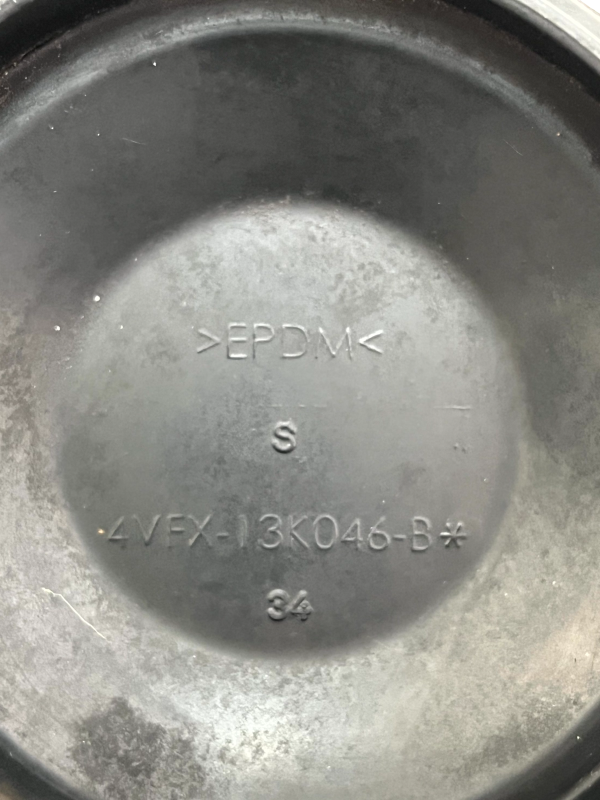 >EPDM<
S
4VFX-13K046-B*
34